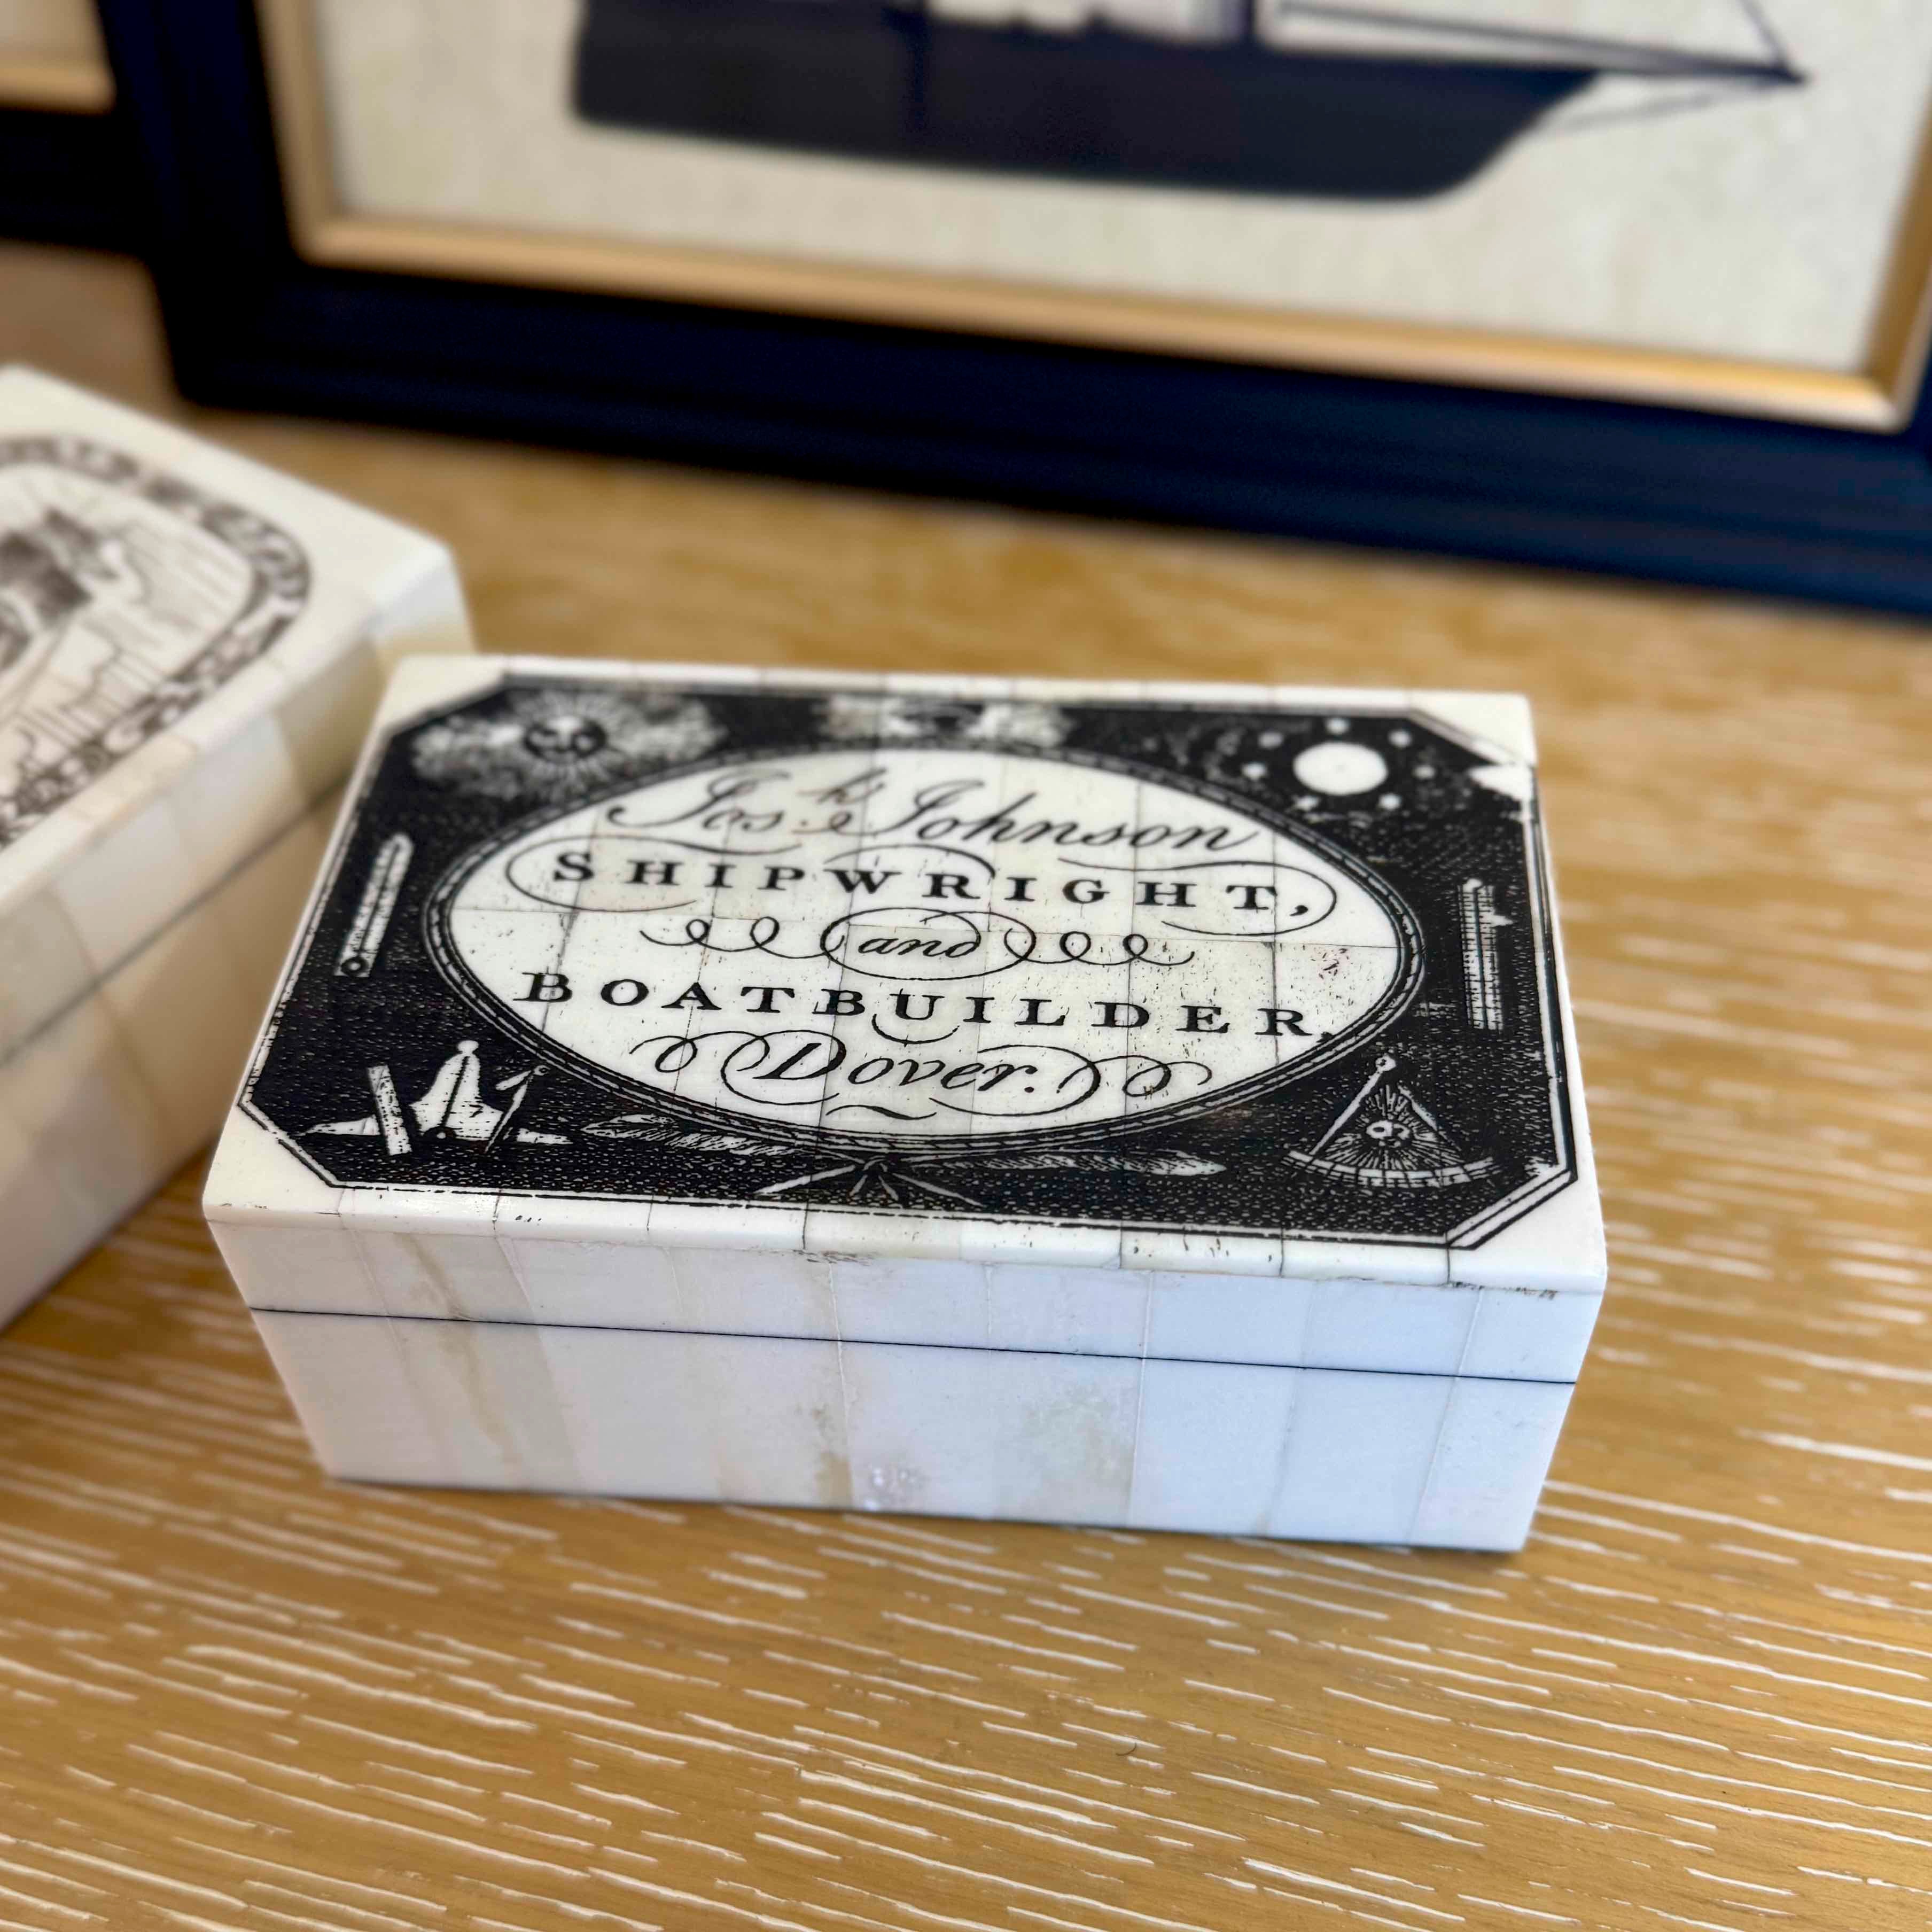 Jos.h Johnson
SHIPWRIGHT,
and
BOATBUILDER,
Dover.